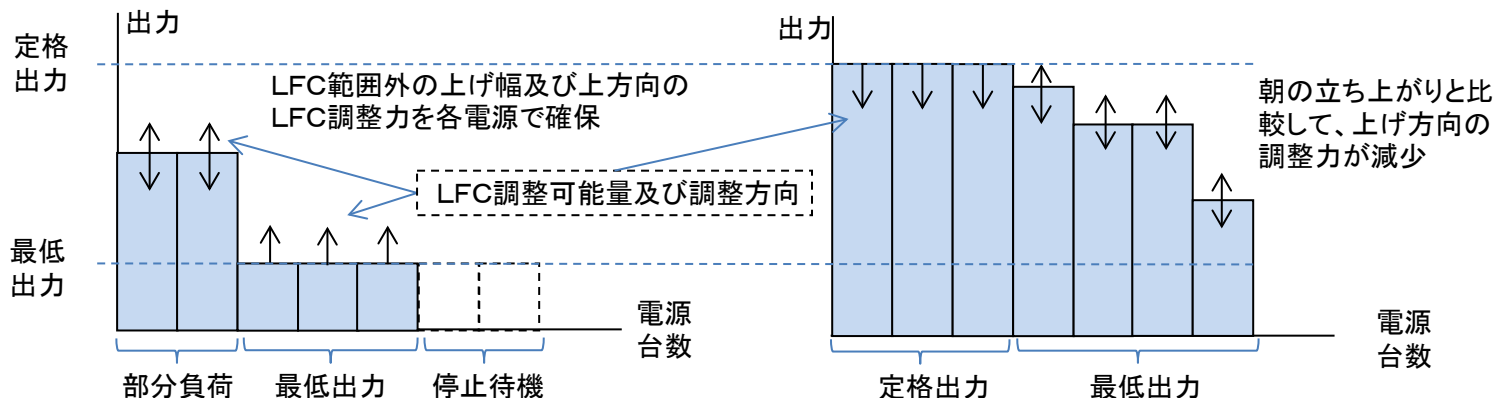 出力
定格
出力
LFC範囲外の上げ幅及び上方向の
LFC調整力を各電源で確保
最低
出力
電源
台数
部分負荷
最低出力
停止待機
LFC調整可能量及び調整方向
出力
朝の立ち上がりと比
較して、上げ方向の
調整力が減少
電源
台数
定格出力
最低出力